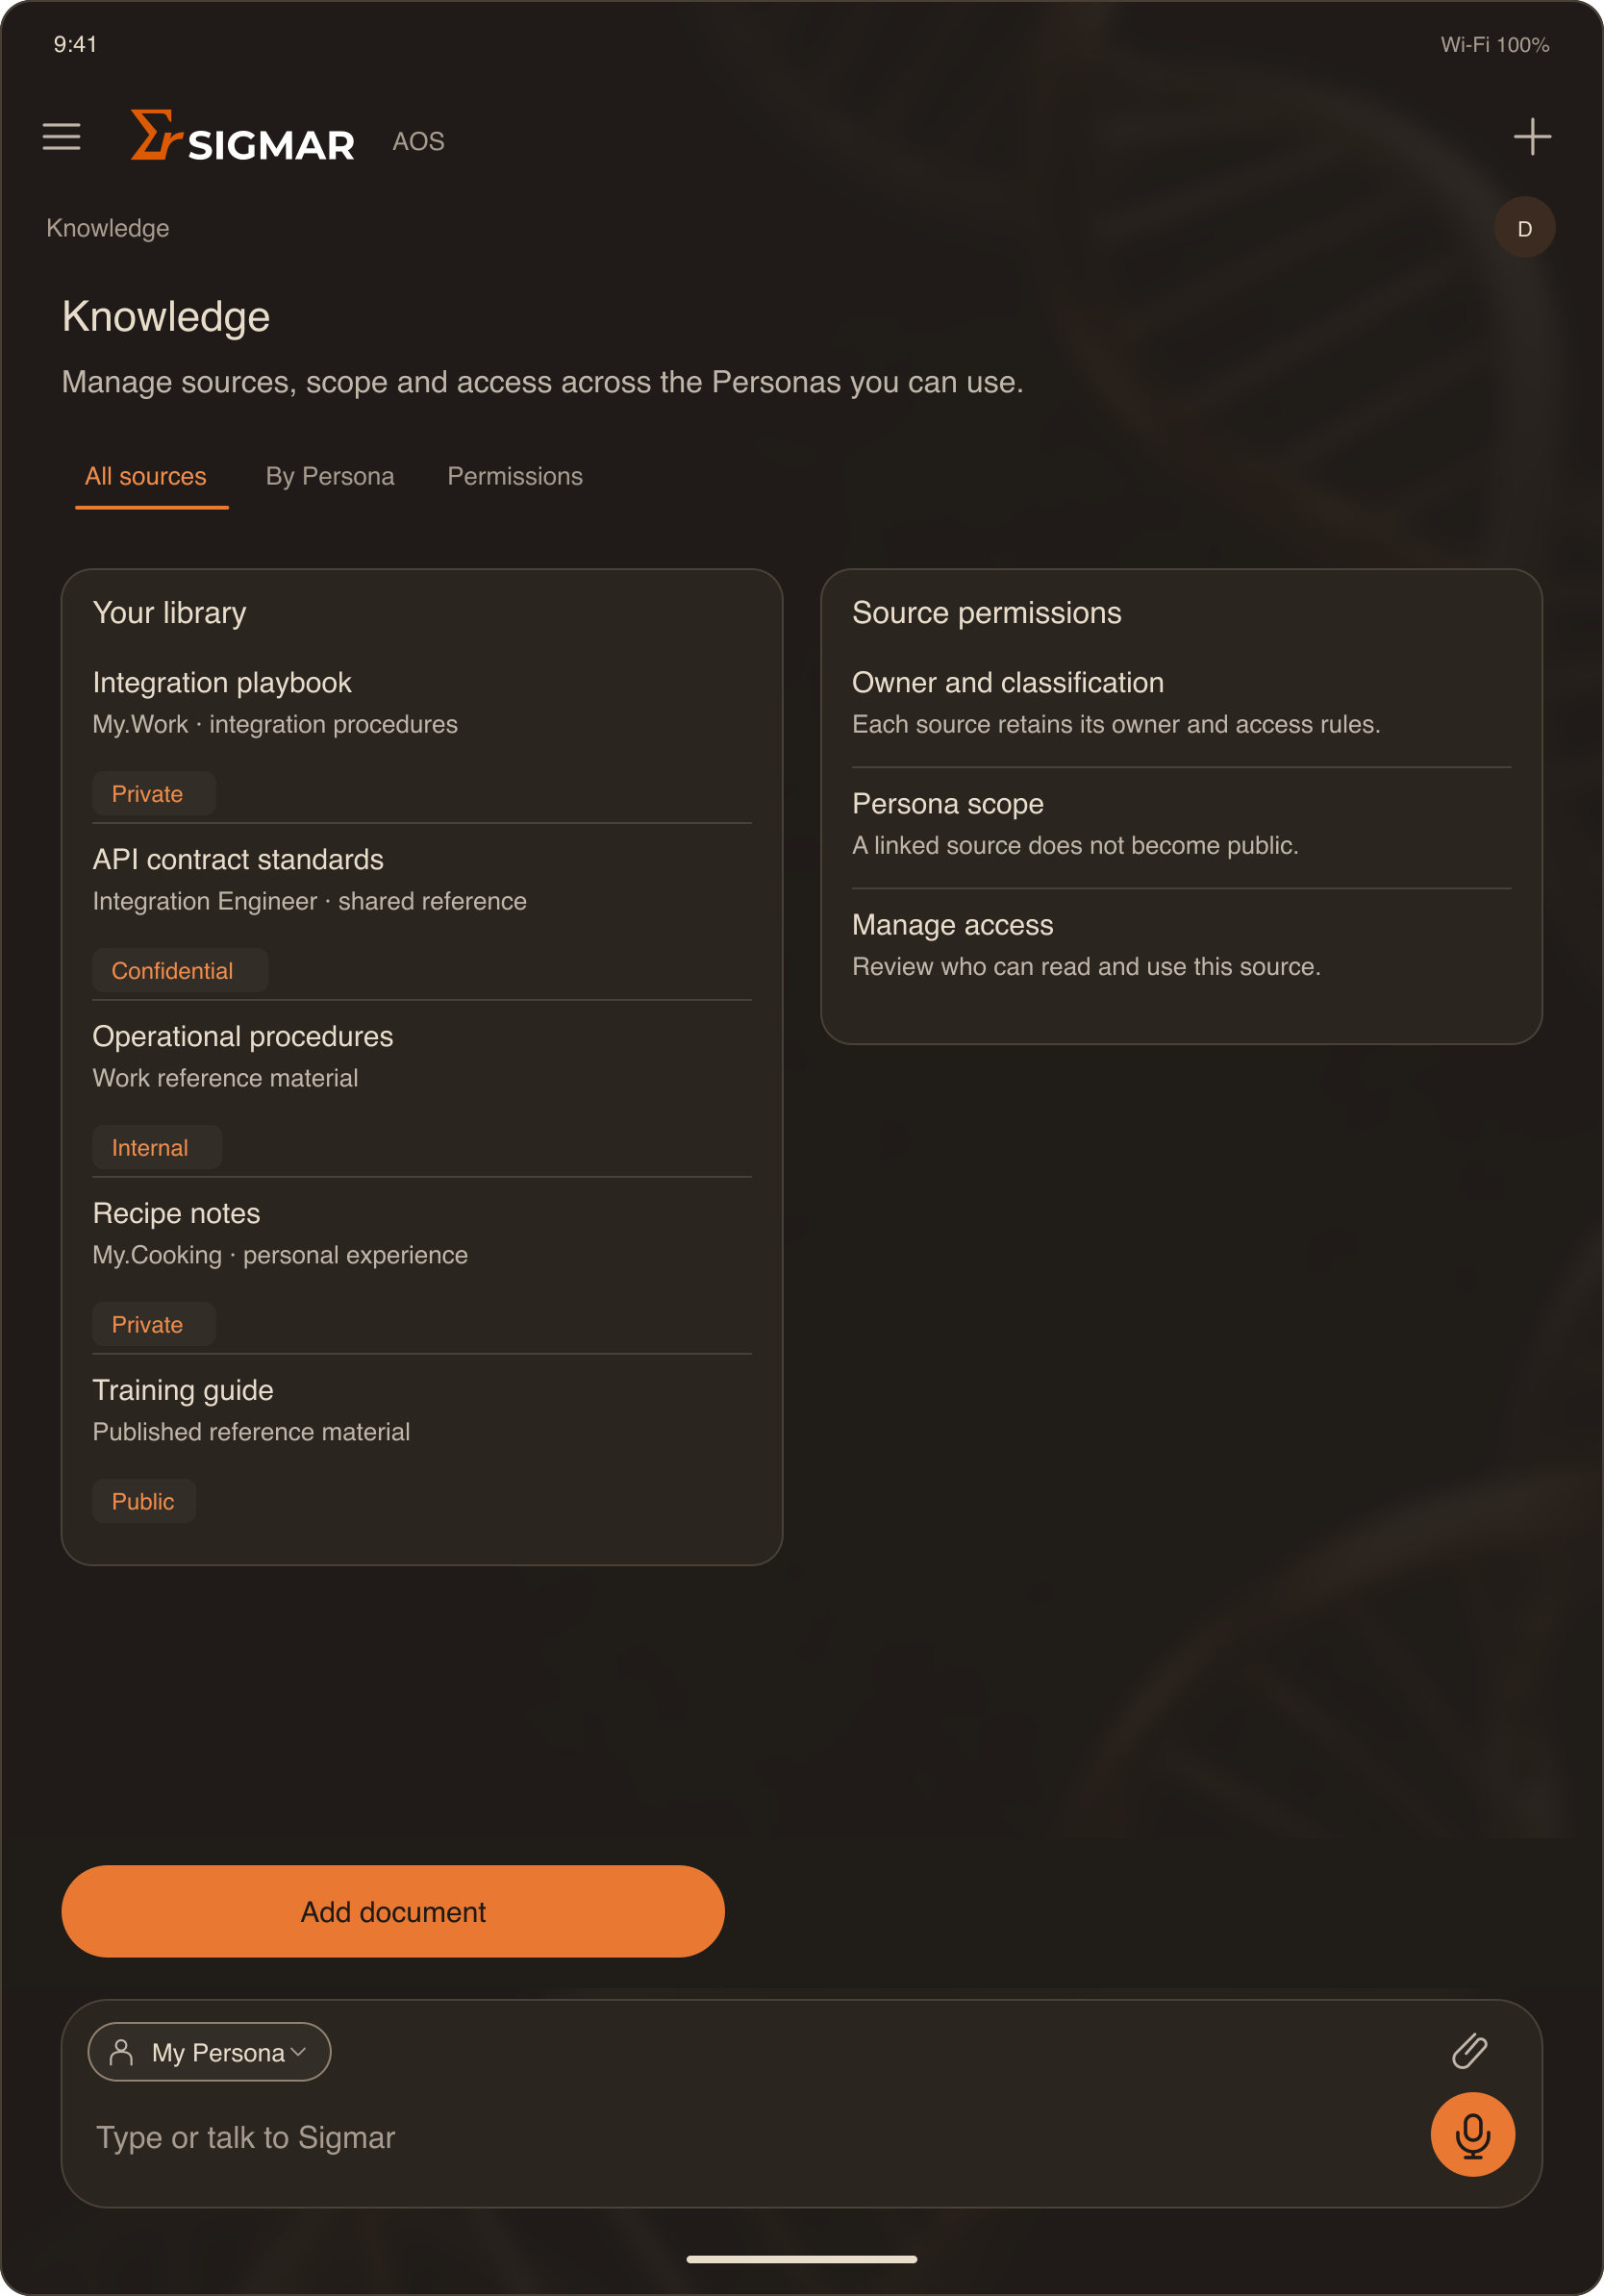 9:41
Wi-Fi 100%
Σr SIGMAR AOS
Knowledge
D
Knowledge
Manage sources, scope and access across the Personas you can use.
All sources
By Persona
Permissions
Your library
Integration playbook
My.Work · integration procedures
Private
API contract standards
Integration Engineer · shared reference
Confidential
Operational procedures
Work reference material
Internal
Recipe notes
My.Cooking · personal experience
Private
Training guide
Published reference material
Public
Source permissions
Owner and classification
Each source retains its owner and access rules.
Persona scope
A linked source does not become public.
Manage access
Review who can read and use this source.
Add document
My Persona
Type or talk to Sigmar